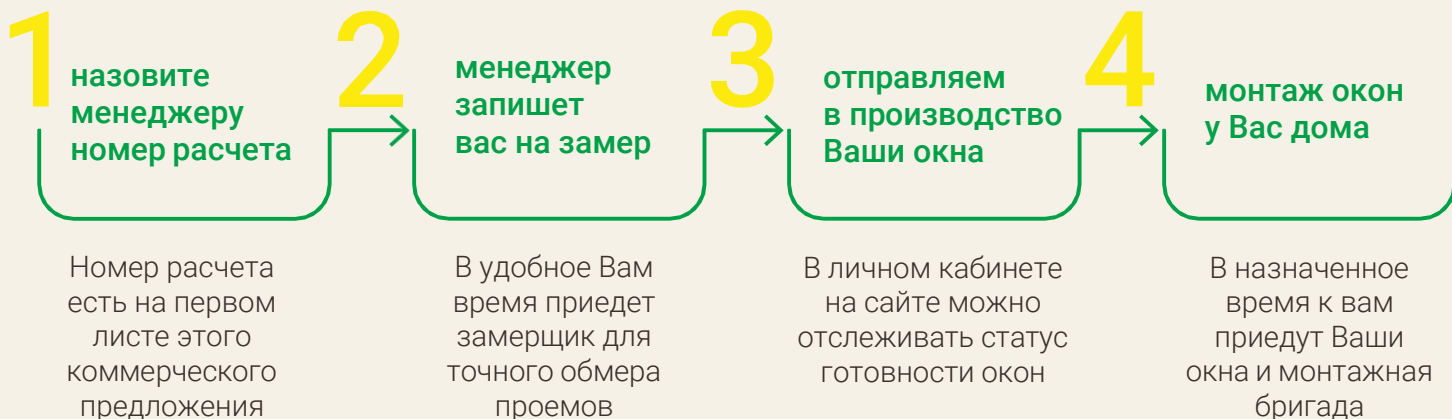 1
назовите
менеджеру
номер расчета
Номер расчета
есть на первом
листе этого
коммерческого
предложения
2
менеджер
запишет
вас на замер
В удобное Вам
время приедет
замерщик для
точного обмера
проемов
3
отправляем
в производство
Ваши окна
В личном кабинете
на сайте можно
отслеживать статус
готовности окон
4
монтаж окон
у Вас дома
В назначенное
время к вам
приедут Ваши
окна и монтажная
бригада